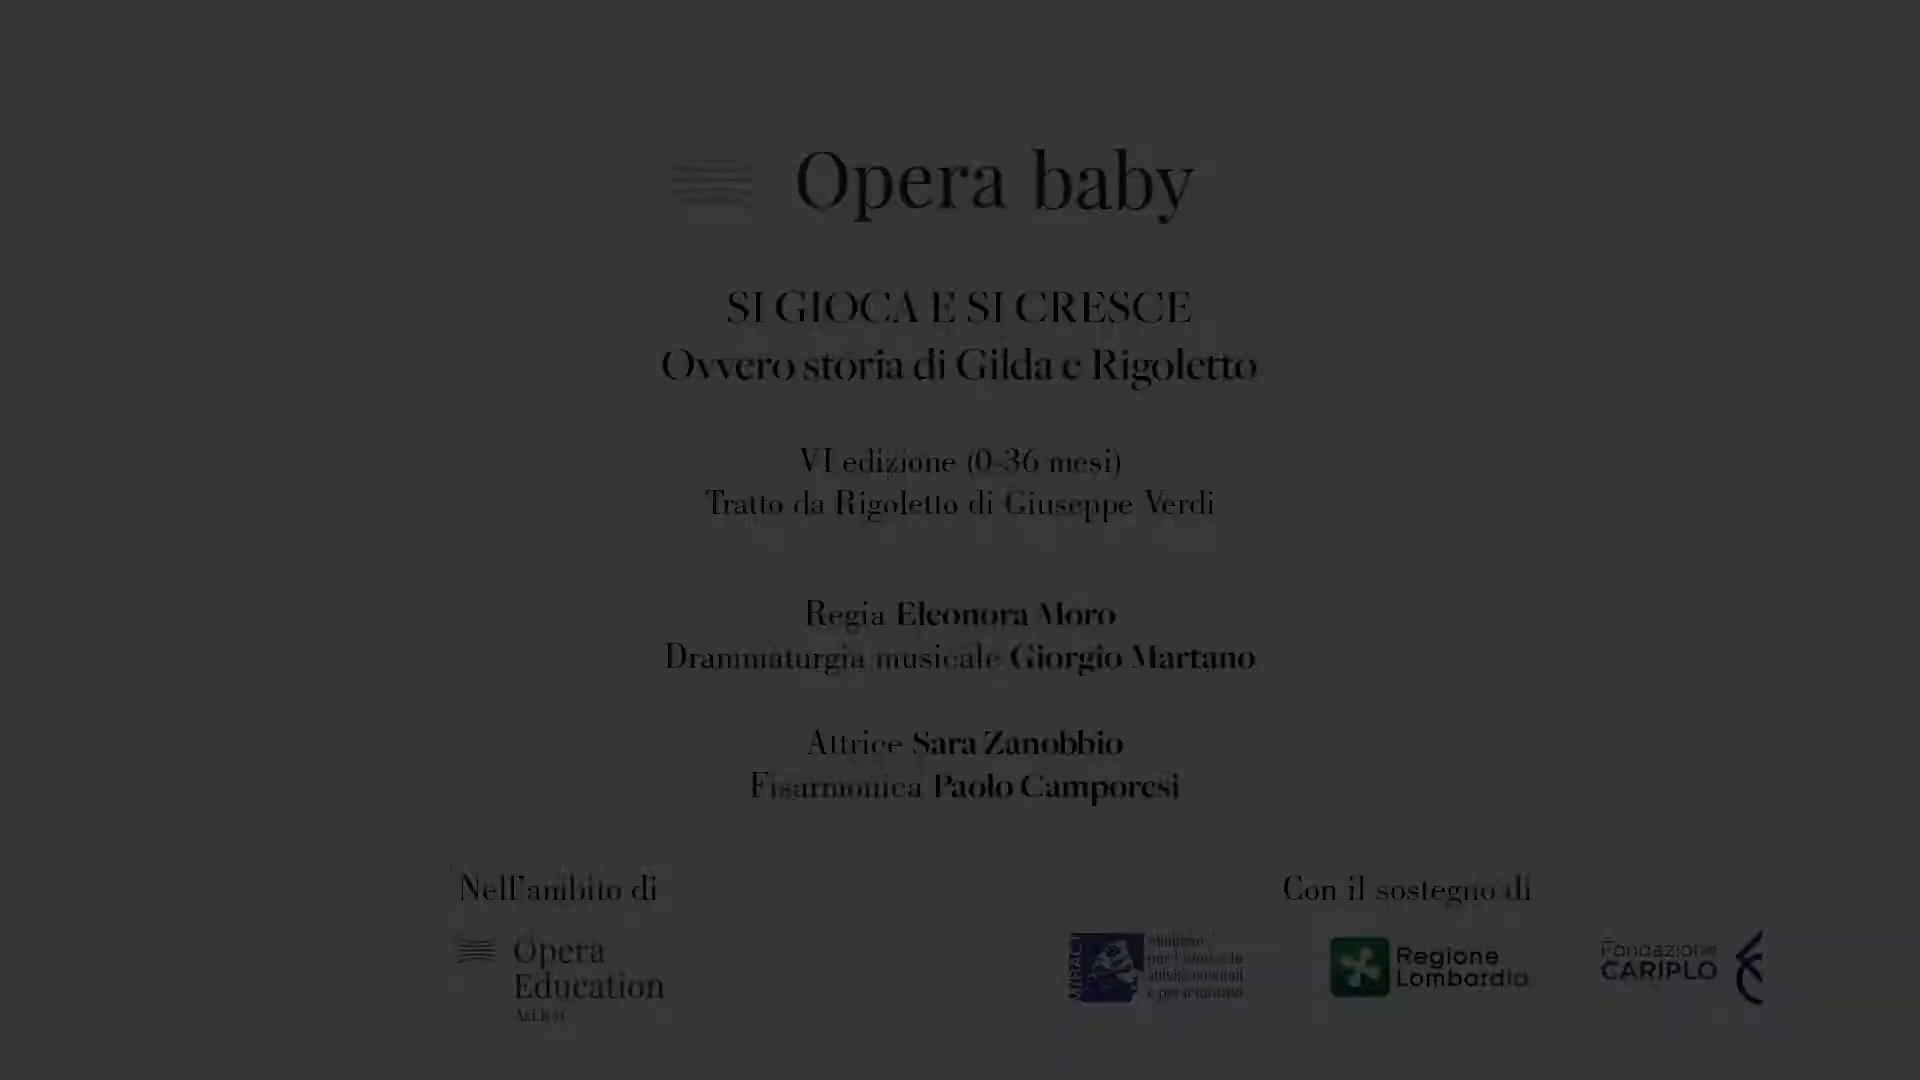 Opera baby
SI GIOCA E SI CRESCE
Ovvero storia di Gilda e Rigoletto
VI edizione (0-36 mesi)
Tratto da Rigoletto di Giuseppe Verdi
Regia Eleonora Moro
Drammaturgia musicale Giorgio Martano
Attrice Sara Zanobbio
Fisarmonica Paolo Camporesi
Nell'ambito di
Con il sostegno di
Opera
Education
MiBACT
Regione
Lombardia
Fondazione
CARIPLO